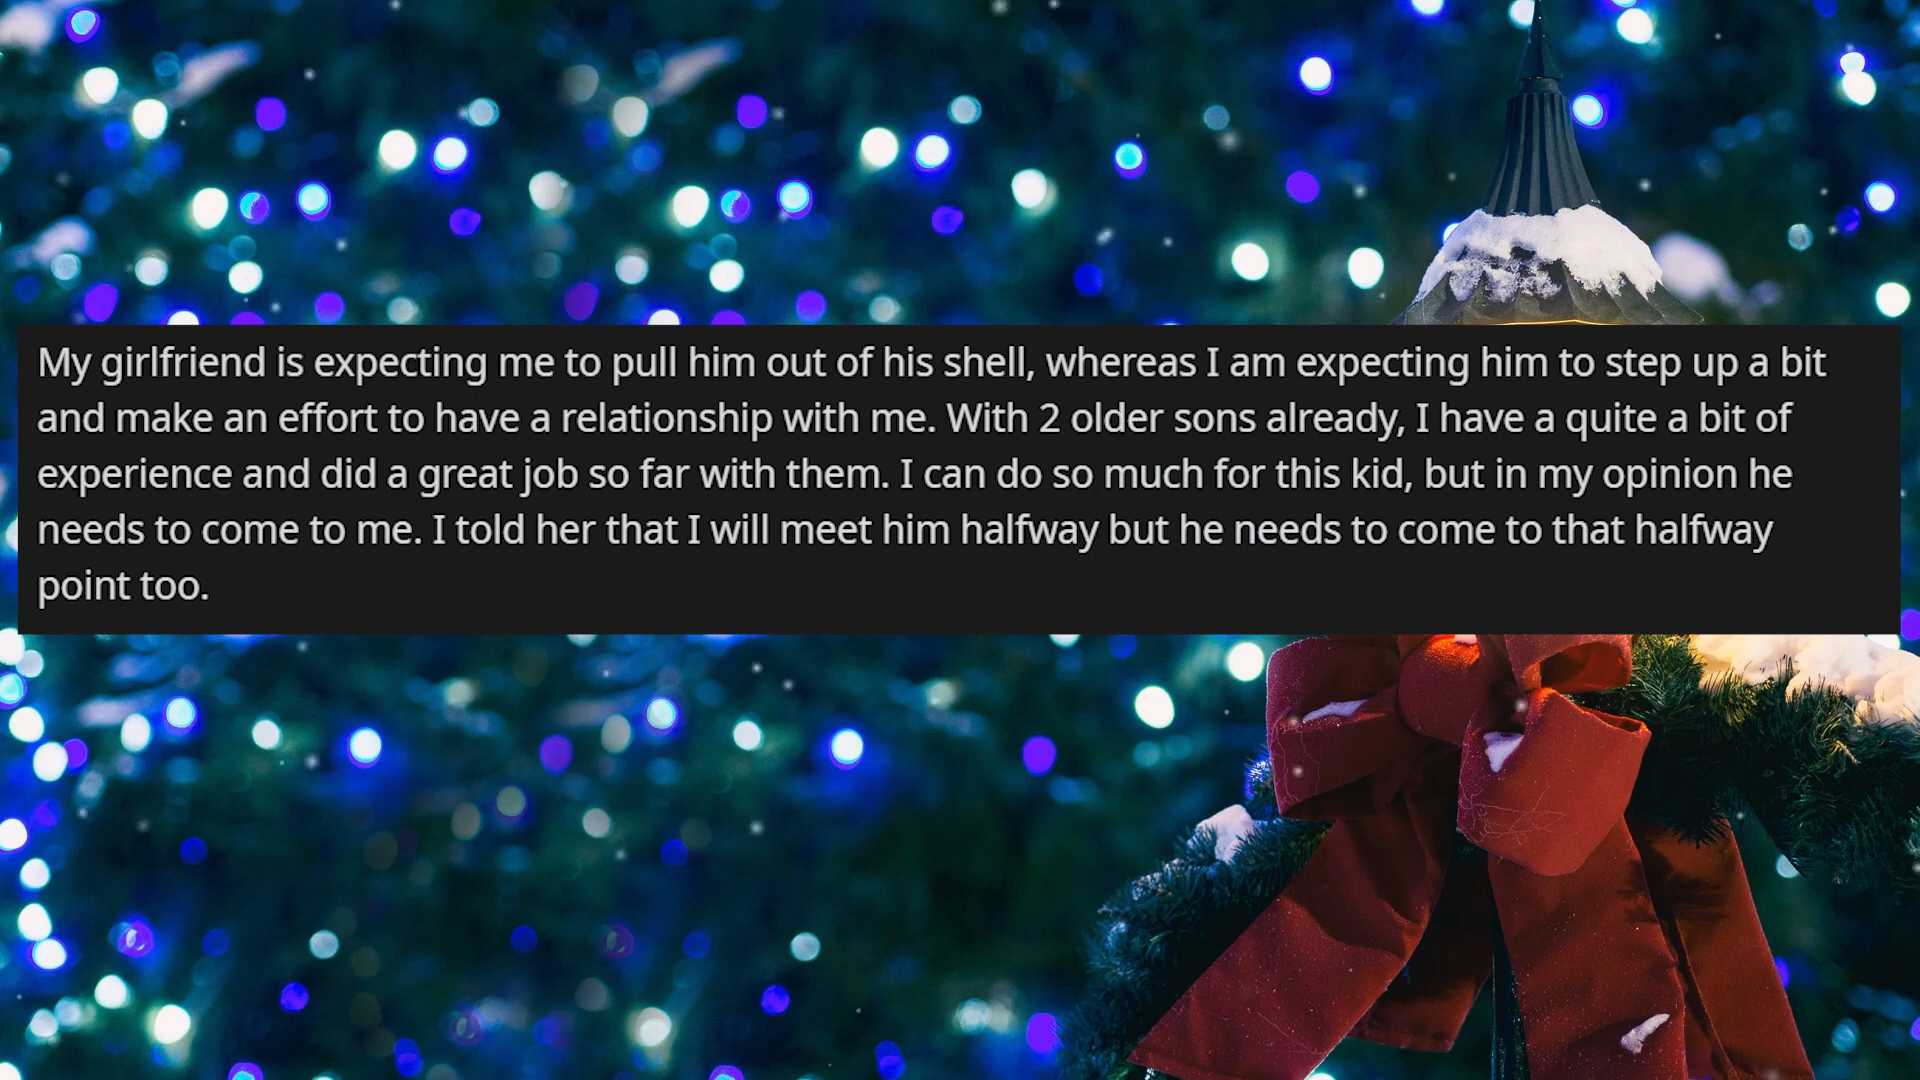 My girlfriend is expecting me to pull him out of his shell, whereas I am expecting him to step up a bit
and make an effort to have a relationship with me. With 2 older sons already, I have a quite a bit of
experience and did a great job so far with them. I can do so much for this kid, but in my opinion he
needs to come to me. I told her that I will meet him halfway but he needs to come to that halfway
point too.